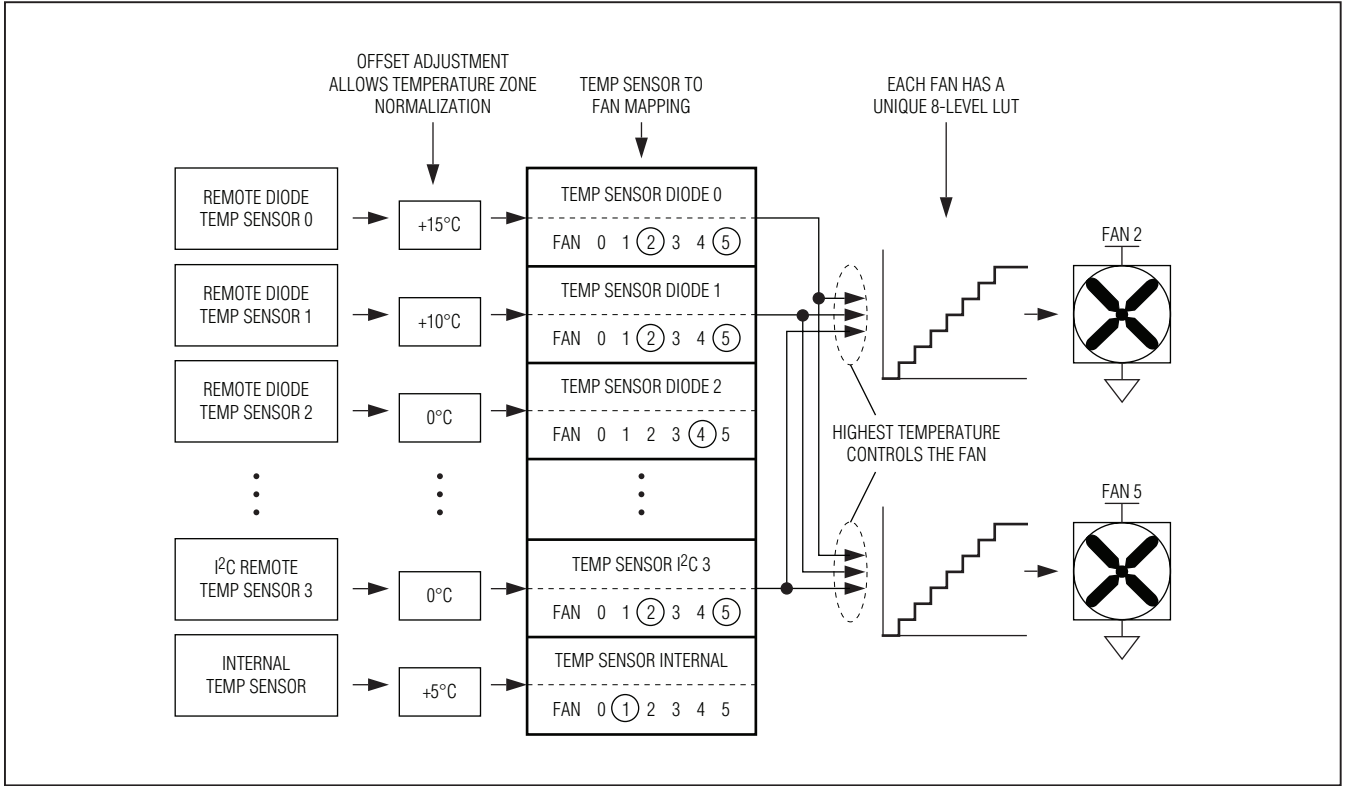 OFFSET ADJUSTMENT
ALLOWS TEMPERATURE ZONE
NORMALIZATION
TEMP SENSOR TO
FAN MAPPING
EACH FAN HAS A
UNIQUE 8-LEVEL LUT
REMOTE DIODE
TEMP SENSOR 0
+15°C
TEMP SENSOR DIODE 0
FAN 0 1 2 3 4 5
REMOTE DIODE
TEMP SENSOR 1
+10°C
TEMP SENSOR DIODE 1
FAN 0 1 2 3 4 5
REMOTE DIODE
TEMP SENSOR 2
0°C
TEMP SENSOR DIODE 2
FAN 0 1 2 3 4 5
I²C REMOTE
TEMP SENSOR 3
0°C
TEMP SENSOR I²C 3
FAN 0 1 2 3 4 5
INTERNAL
TEMP SENSOR
+5°C
TEMP SENSOR INTERNAL
FAN 0 1 2 3 4 5
FAN 2
HIGHEST TEMPERATURE
CONTROLS THE FAN
FAN 5